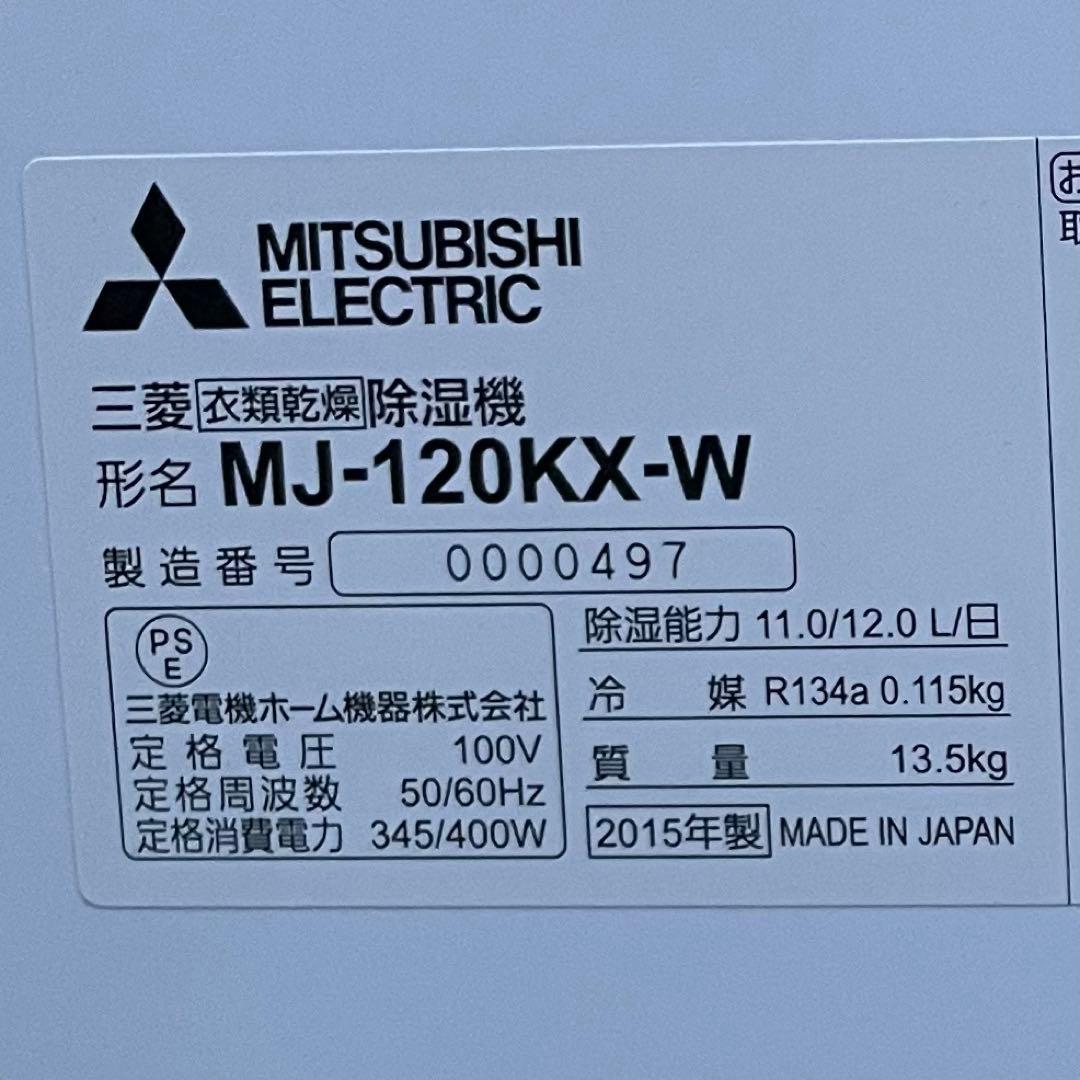 MITSUBISHI
ELECTRIC
三菱衣類乾燥除湿機
形名 MJ-120KX-W
製造番号 0000497
PS
E
三菱電機ホーム機器株式会社
定格電圧 100V
定格周波数 50/60Hz
定格消費電力 345/400W
除湿能力 11.0/12.0 L/日
冷媒 R134a 0.115kg
質量 13.5kg
2015年製 MADE IN JAPAN
お
取